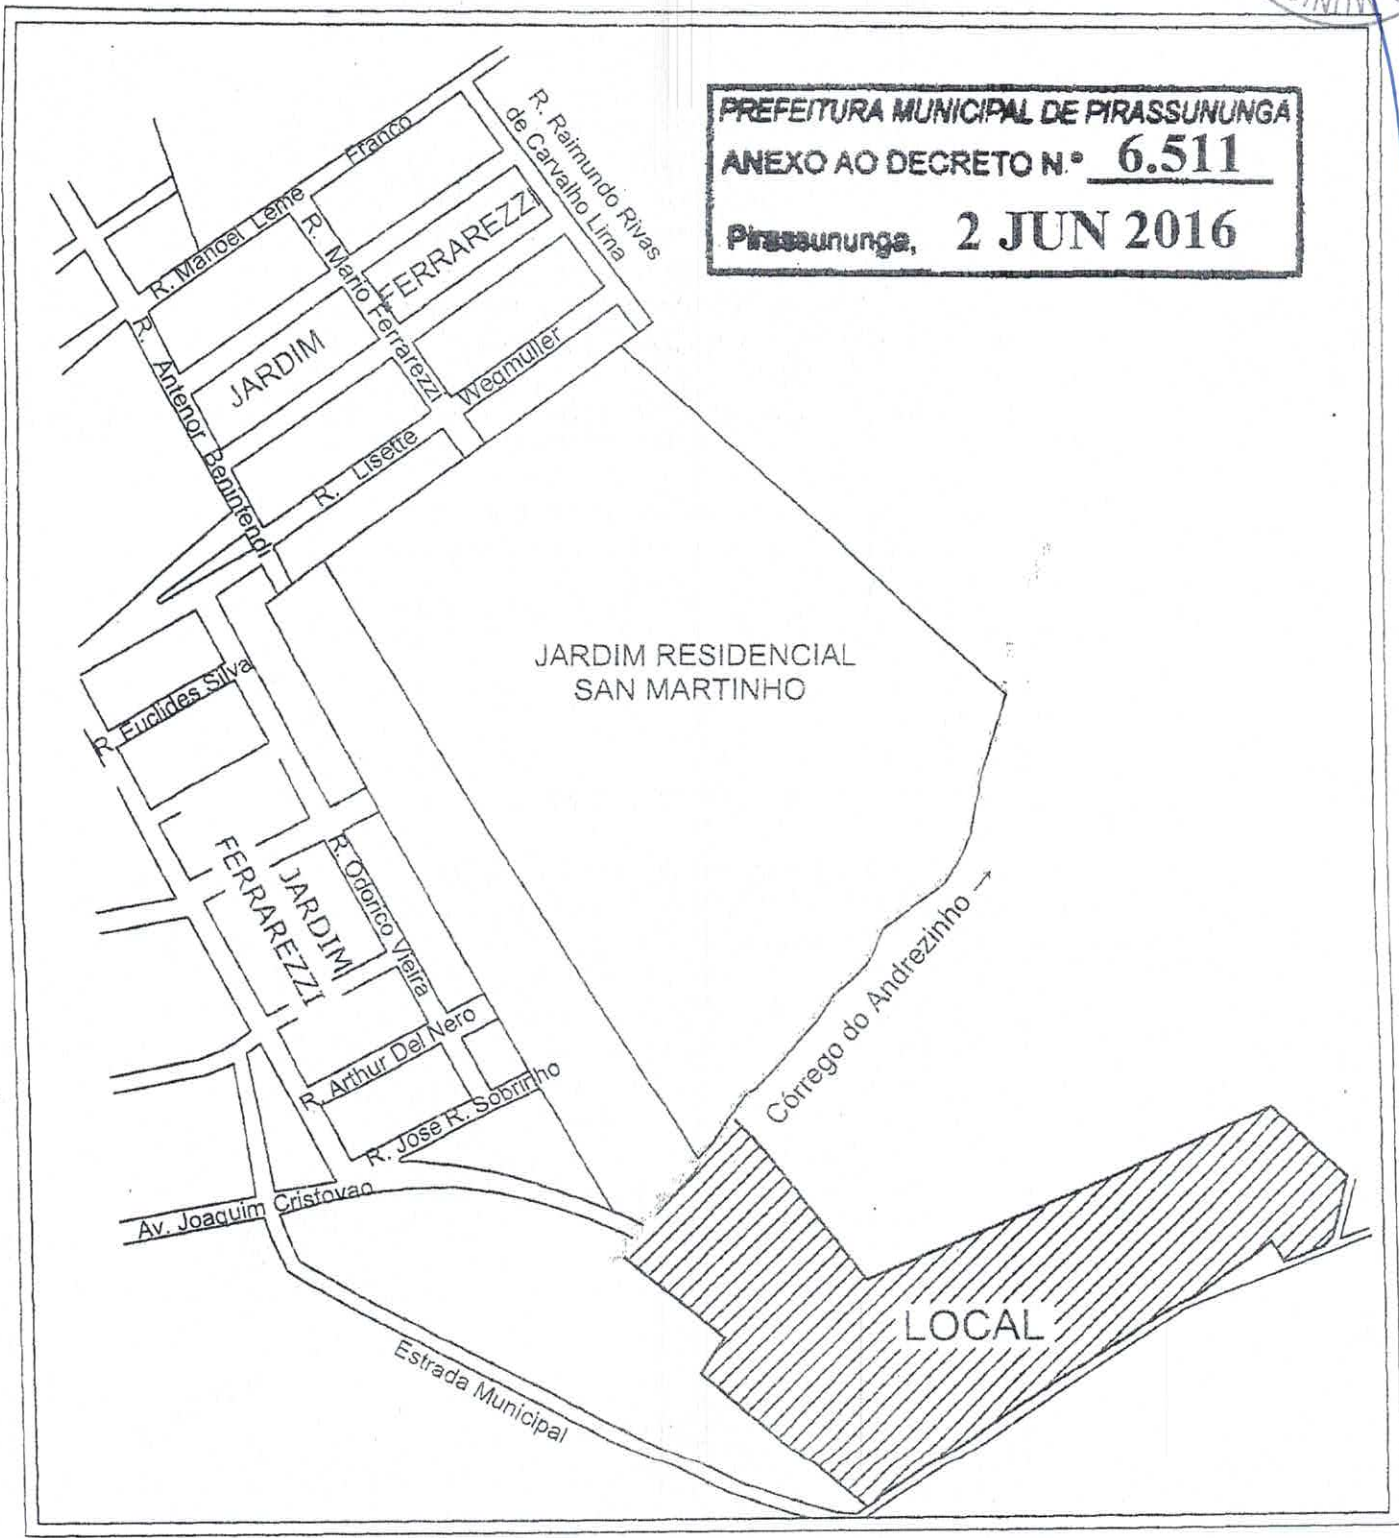 PREFEITURA MUNICIPAL DE PIRASSUNUNGA
ANEXO AO DECRETO N.º 6.511
Pirassununga, 2 JUN 2016
R. Raimundo Rivas
de Carvalho Lima
R. Manoel Leme Franco
R. Mario Ferrarezzi
JARDIM FERRAREZZI
R. Antenor Benintendi
R. Lisette Wegmuller
JARDIM RESIDENCIAL
SAN MARTINHO
R. Euclides Silva
JARDIM
FERRAREZZI
R. Odorico Vieira
Córrego do Andrezinho
R. Arthur Del Nero
R. José R. Sobrinho
Av. Joaquim Cristovao
LOCAL
Estrada Municipal